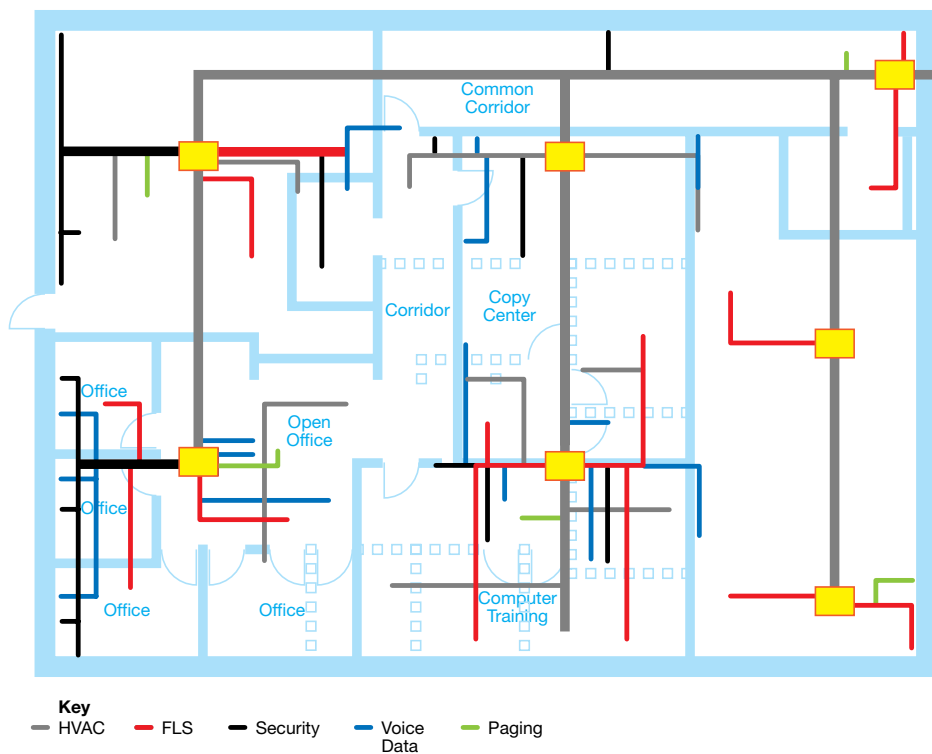 Common
Corridor
Corridor
Copy
Center
Office
Open
Office
Office
Office
Office
Computer
Training
Key
HVAC
FLS
Security
Voice
Data
Paging